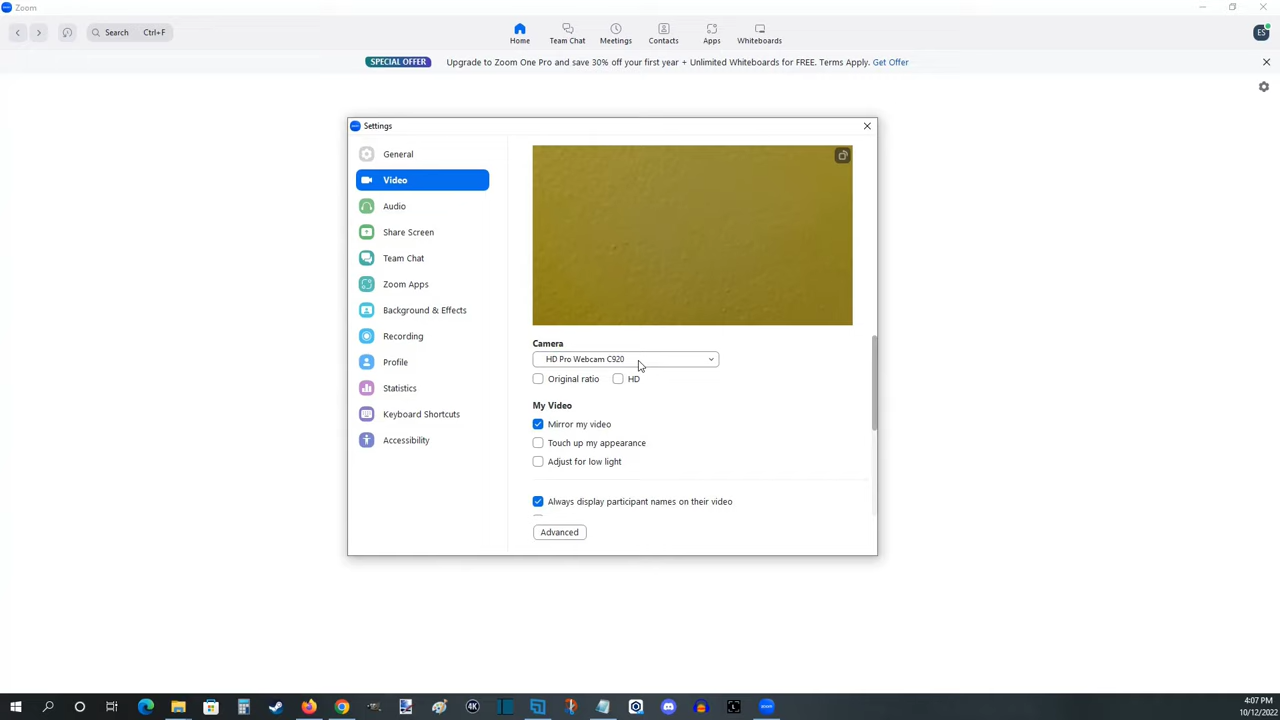 Zoom
Search Ctrl+F
Home
Team Chat
Meetings
Contacts
Apps
Whiteboards
ES
SPECIAL OFFER Upgrade to Zoom One Pro and save 30% off your first year + Unlimited Whiteboards for FREE. Terms Apply. Get Offer
Settings
General
Video
Audio
Share Screen
Team Chat
Zoom Apps
Background & Effects
Recording
Profile
Statistics
Keyboard Shortcuts
Accessibility
Camera
HD Pro Webcam C920
Original ratio HD
My Video
Mirror my video
Touch up my appearance
Adjust for low light
Always display participant names on their video
Advanced
4K
4:07 PM
10/12/2022